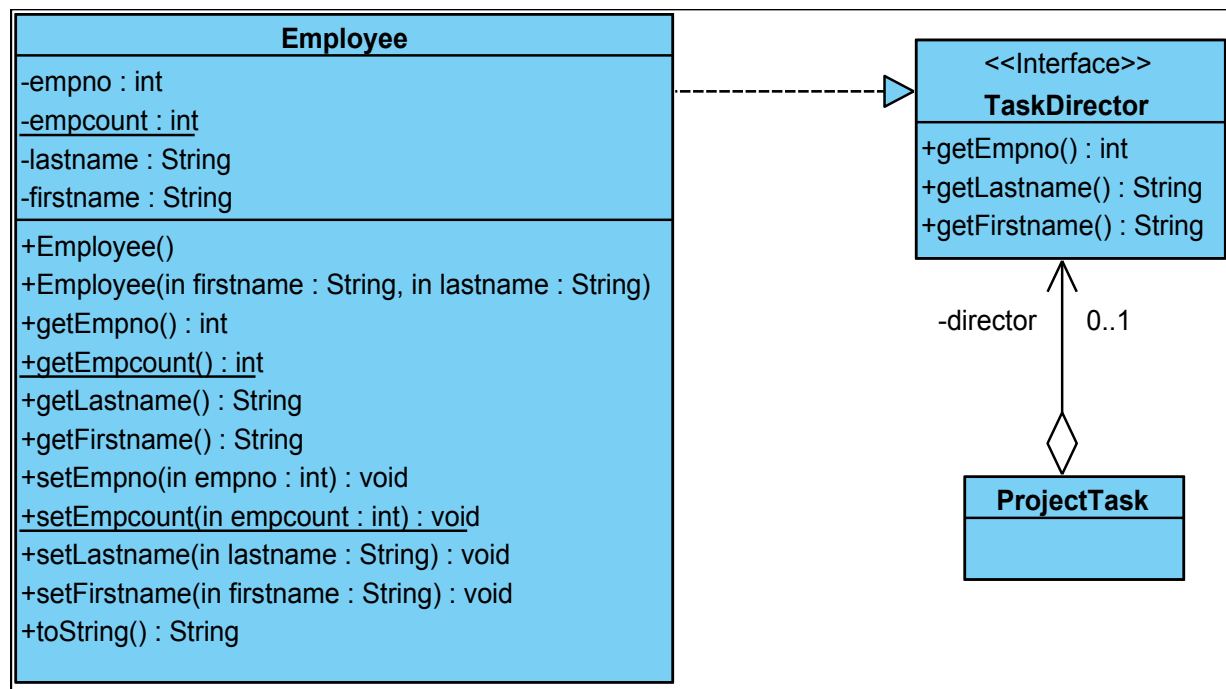 Employee
-empno : int
-empcount : int
-lastname : String
-firstname : String
+Employee()
+Employee(in firstname : String, in lastname : String)
+getEmpno() : int
+getEmpcount() : int
+getLastname() : String
+getFirstname() : String
+setEmpno(in empno : int) : void
+setEmpcount(in empcount : int) : void
+setLastname(in lastname : String) : void
+setFirstname(in firstname : String) : void
+toString() : String
<<Interface>>
TaskDirector
+getEmpno() : int
+getLastname() : String
+getFirstname() : String
-director 0..1
ProjectTask